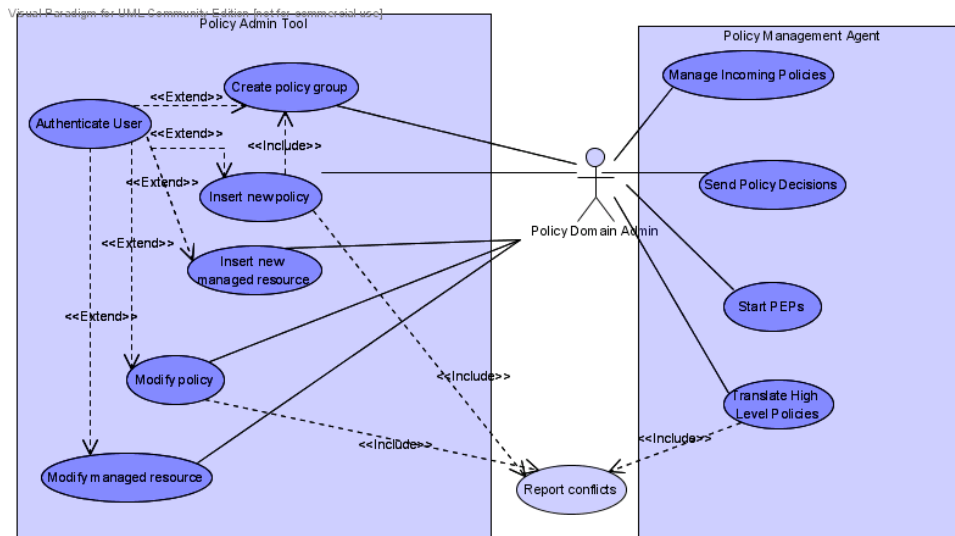 Visual Paradigm for UML Community Edition [not for commercial use]
Policy Admin Tool
Policy Management Agent
Create policy group
Manage Incoming Policies
<<Extend>>
Authenticate User
<<Extend>>
<<Include>>
<<Extend>>
Insert new policy
Send Policy Decisions
Policy Domain Admin
<<Extend>>
Insert new
managed resource
Start PEPs
<<Extend>>
Modify policy
<<Include>>
Translate High
Level Policies
<<Include>>
<<Include>>
Modify managed resource
Report conflicts